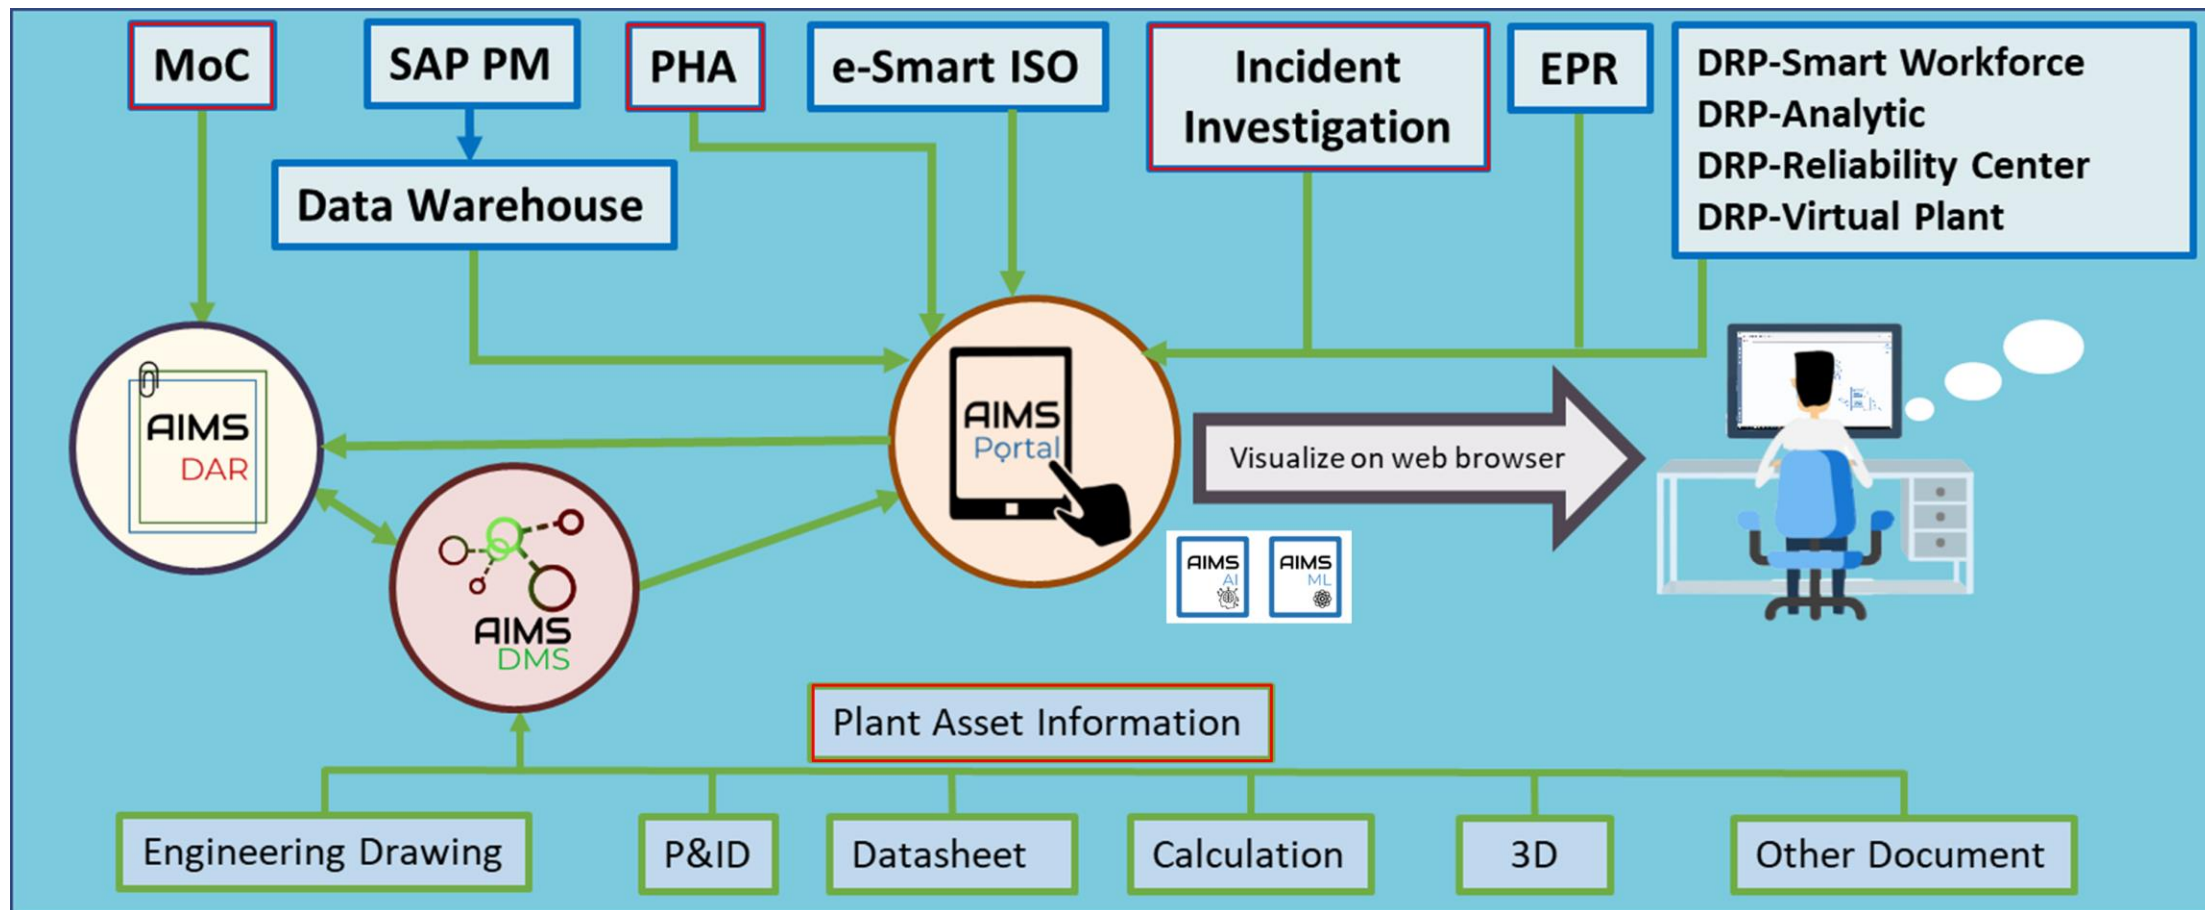 MoC
SAP PM
PHA
e-Smart ISO
Incident
Investigation
EPR
DRP-Smart Workforce
DRP-Analytic
DRP-Reliability Center
DRP-Virtual Plant
Data Warehouse
AIMS
DAR
AIMS
Portal
Visualize on web browser
AIMS
AI
AIMS
ML
AIMS
DMS
Plant Asset Information
Engineering Drawing
P&ID
Datasheet
Calculation
3D
Other Document